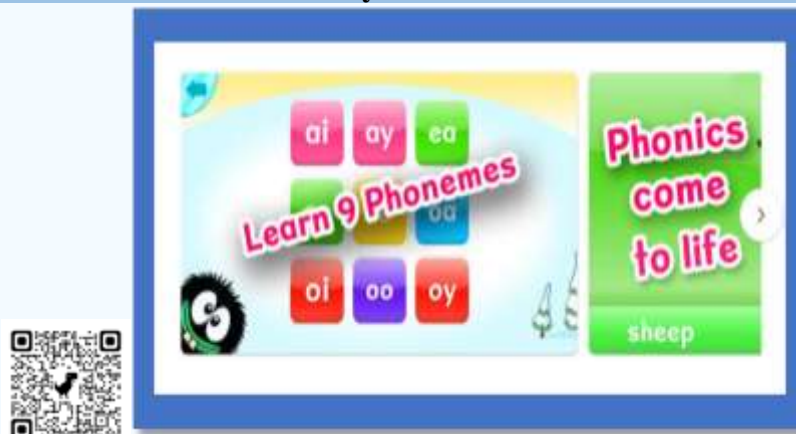 ai ay ea
Learn 9 Phonemes
oa
oi oo oy
Phonics
come
to life
sheep